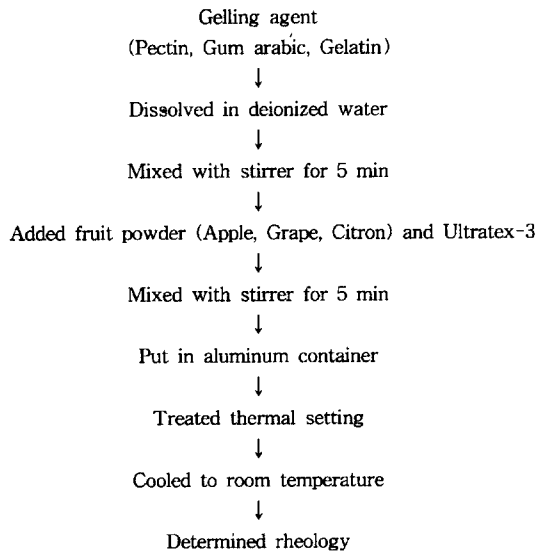 Gelling agent
(Pectin, Gum arabic, Gelatin)
↓
Dissolved in deionized water
↓
Mixed with stirrer for 5 min
↓
Added fruit powder (Apple, Grape, Citron) and Ultratex-3
↓
Mixed with stirrer for 5 min
↓
Put in aluminum container
↓
Treated thermal setting
↓
Cooled to room temperature
↓
Determined rheology